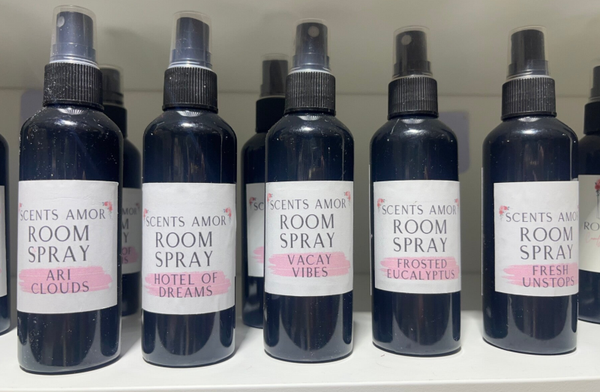 SCENTS AMOR
ROOM
SPRAY
ARI
CLOUDS
SCENTS AMOR
ROOM
SPRAY
HOTEL OF
DREAMS
SCENTS AMOR
ROOM
SPRAY
VACAY
VIBES
SCENTS AMOR
ROOM
SPRAY
FROSTED
EUCALYPTUS
SCENTS AMOR
ROOM
SPRAY
FRESH
UNSTOPS